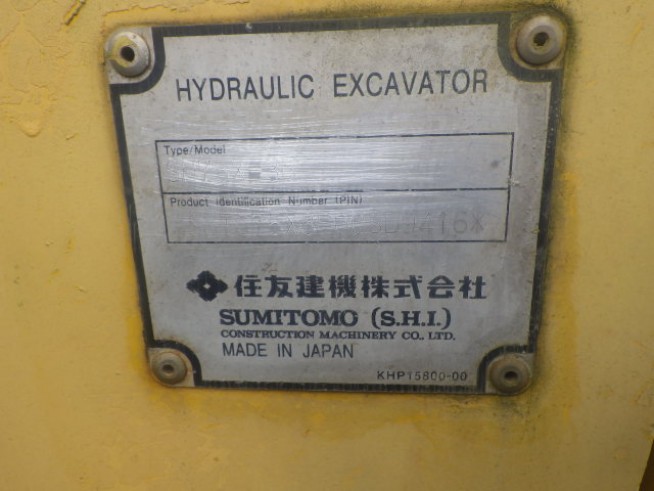 HYDRAULIC EXCAVATOR
Type/Model
Product Identification Number (PIN)
住友建機株式会社
SUMITOMO (S.H.I.)
CONSTRUCTION MACHINERY CO., LTD.
MADE IN JAPAN
KHP15800-00